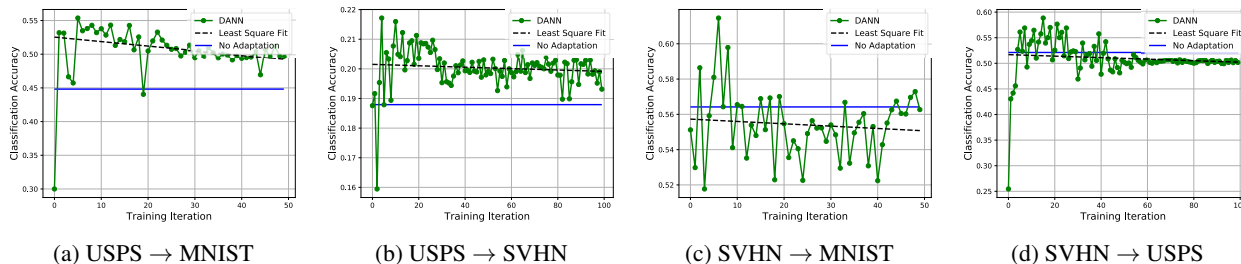 0.55
0.50
0.45
0.40
0.35
0.30
0 10 20 30 40 50
Classification Accuracy
Training Iteration
DANN
Least Square Fit
No Adaptation
(a) USPS → MNIST
0.22
0.21
0.20
0.19
0.18
0.17
0.16
0 20 40 60 80 100
Classification Accuracy
Training Iteration
DANN
Least Square Fit
No Adaptation
(b) USPS → SVHN
0.60
0.58
0.56
0.54
0.52
0 10 20 30 40 50
Classification Accuracy
Training Iteration
DANN
Least Square Fit
No Adaptation
(c) SVHN → MNIST
0.60
0.55
0.50
0.45
0.40
0.35
0.30
0.25
0 20 40 60 80 100
Classification Accuracy
Training Iteration
DANN
Least Square Fit
No Adaptation
(d) SVHN → USPS